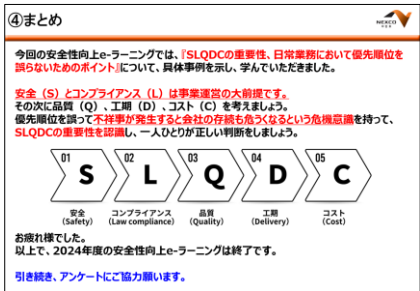 ④まとめ
NEXCO
今回の安全性向上e-ラーニングでは、『SLQDCの重要性、日常業務において優先順位を
誤らないためのポイント』について、具体事例を示し、学んでいただきました。
安全（S）とコンプライアンス（L）は事業運営の大前提です。
その次に品質（Q）、工期（D）、コスト（C）を考えましょう。
優先順位を誤って不祥事が発生すると会社の存続も危うくなるという危機意識を持って、
SLQDCの重要性を認識し、一人ひとりが正しい判断をしましょう。
01 02 03 04 05
S L Q D C
安全 コンプライアンス 品質 工期 コスト
(Safety) (Law compliance) (Quality) (Delivery) (Cost)
お疲れ様でした。
以上で、2024年度の安全性向上e-ラーニングは終了です。
引き続き、アンケートにご協力願います。